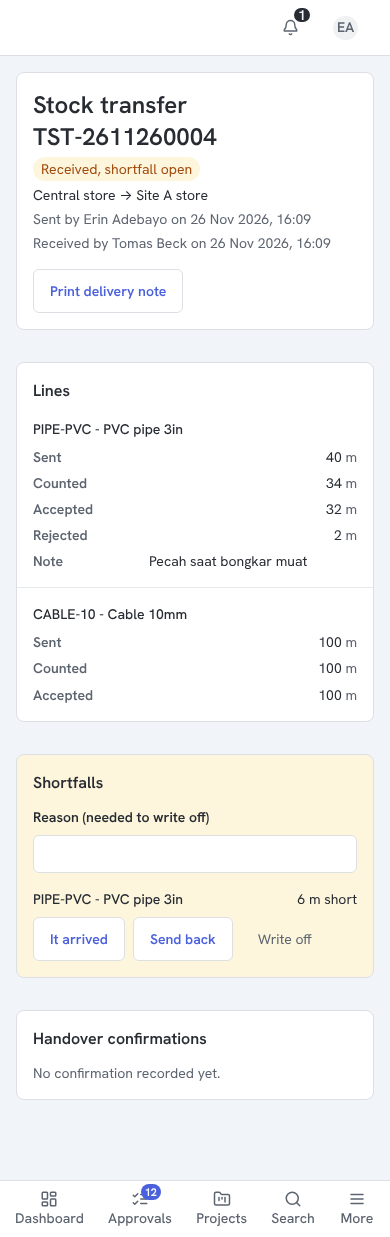 1
EA
Stock transfer
TST-2611260004
Received, shortfall open
Central store → Site A store
Sent by Erin Adebayo on 26 Nov 2026, 16:09
Received by Tomas Beck on 26 Nov 2026, 16:09
Print delivery note
Lines
PIPE-PVC - PVC pipe 3in
Sent 40 m
Counted 34 m
Accepted 32 m
Rejected 2 m
Note Pecah saat bongkar muat
CABLE-10 - Cable 10mm
Sent 100 m
Counted 100 m
Accepted 100 m
Shortfalls
Reason (needed to write off)
PIPE-PVC - PVC pipe 3in 6 m short
It arrived Send back Write off
Handover confirmations
No confirmation recorded yet.
12
Dashboard Approvals Projects Search More